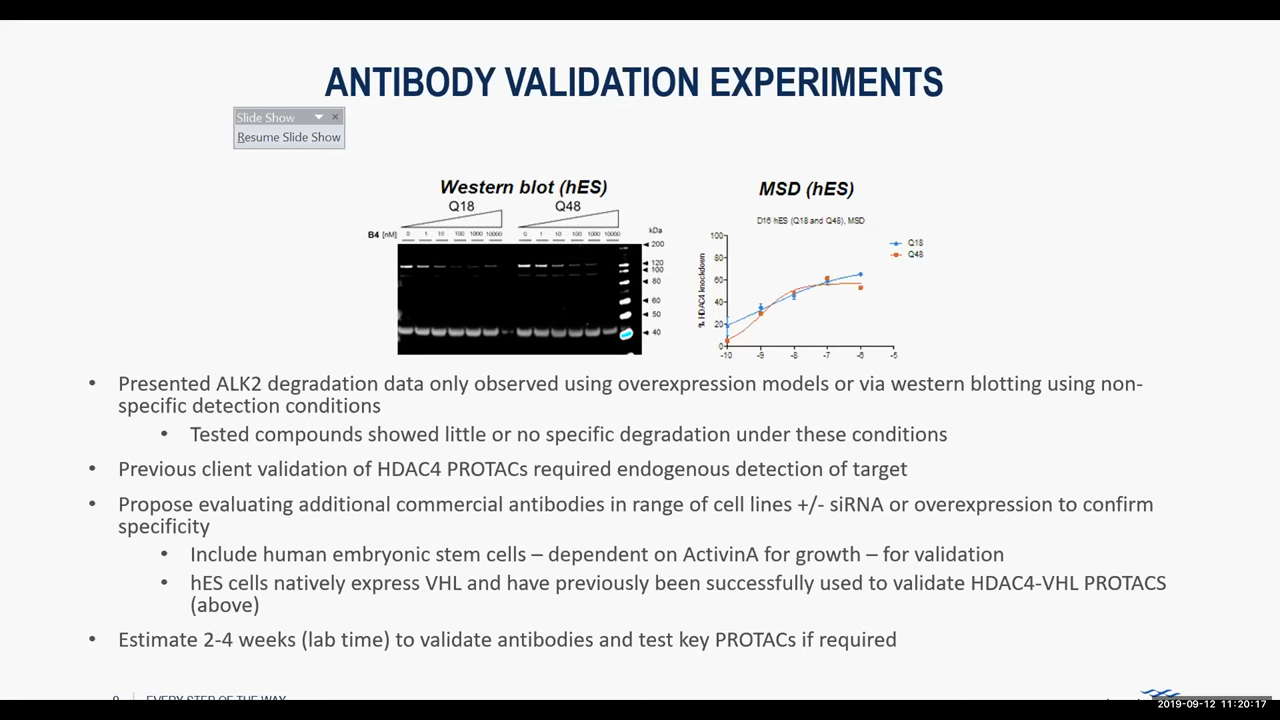 ANTIBODY VALIDATION EXPERIMENTS
Slide Show
Resume Slide Show
Western blot (hES)
Q18 Q48
B4 [nM] 0 1 10 100 1000 10000 0 1 10 100 1000 10000
kDa
200
120
100
80
60
50
40
MSD (hES)
D16 hES (Q18 and Q48), MSD
% HDAC4 knockdown
100
80
60
40
20
0
-10 -9 -8 -7 -6 -5
Q18
Q48
• Presented ALK2 degradation data only observed using overexpression models or via western blotting using non-
specific detection conditions
• Tested compounds showed little or no specific degradation under these conditions
• Previous client validation of HDAC4 PROTACs required endogenous detection of target
• Propose evaluating additional commercial antibodies in range of cell lines +/- siRNA or overexpression to confirm
specificity
• Include human embryonic stem cells – dependent on ActivinA for growth – for validation
• hES cells natively express VHL and have previously been successfully used to validate HDAC4-VHL PROTACS
(above)
• Estimate 2-4 weeks (lab time) to validate antibodies and test key PROTACs if required
EVERY STEP OF THE WAY
2019-09-12 11:20:17